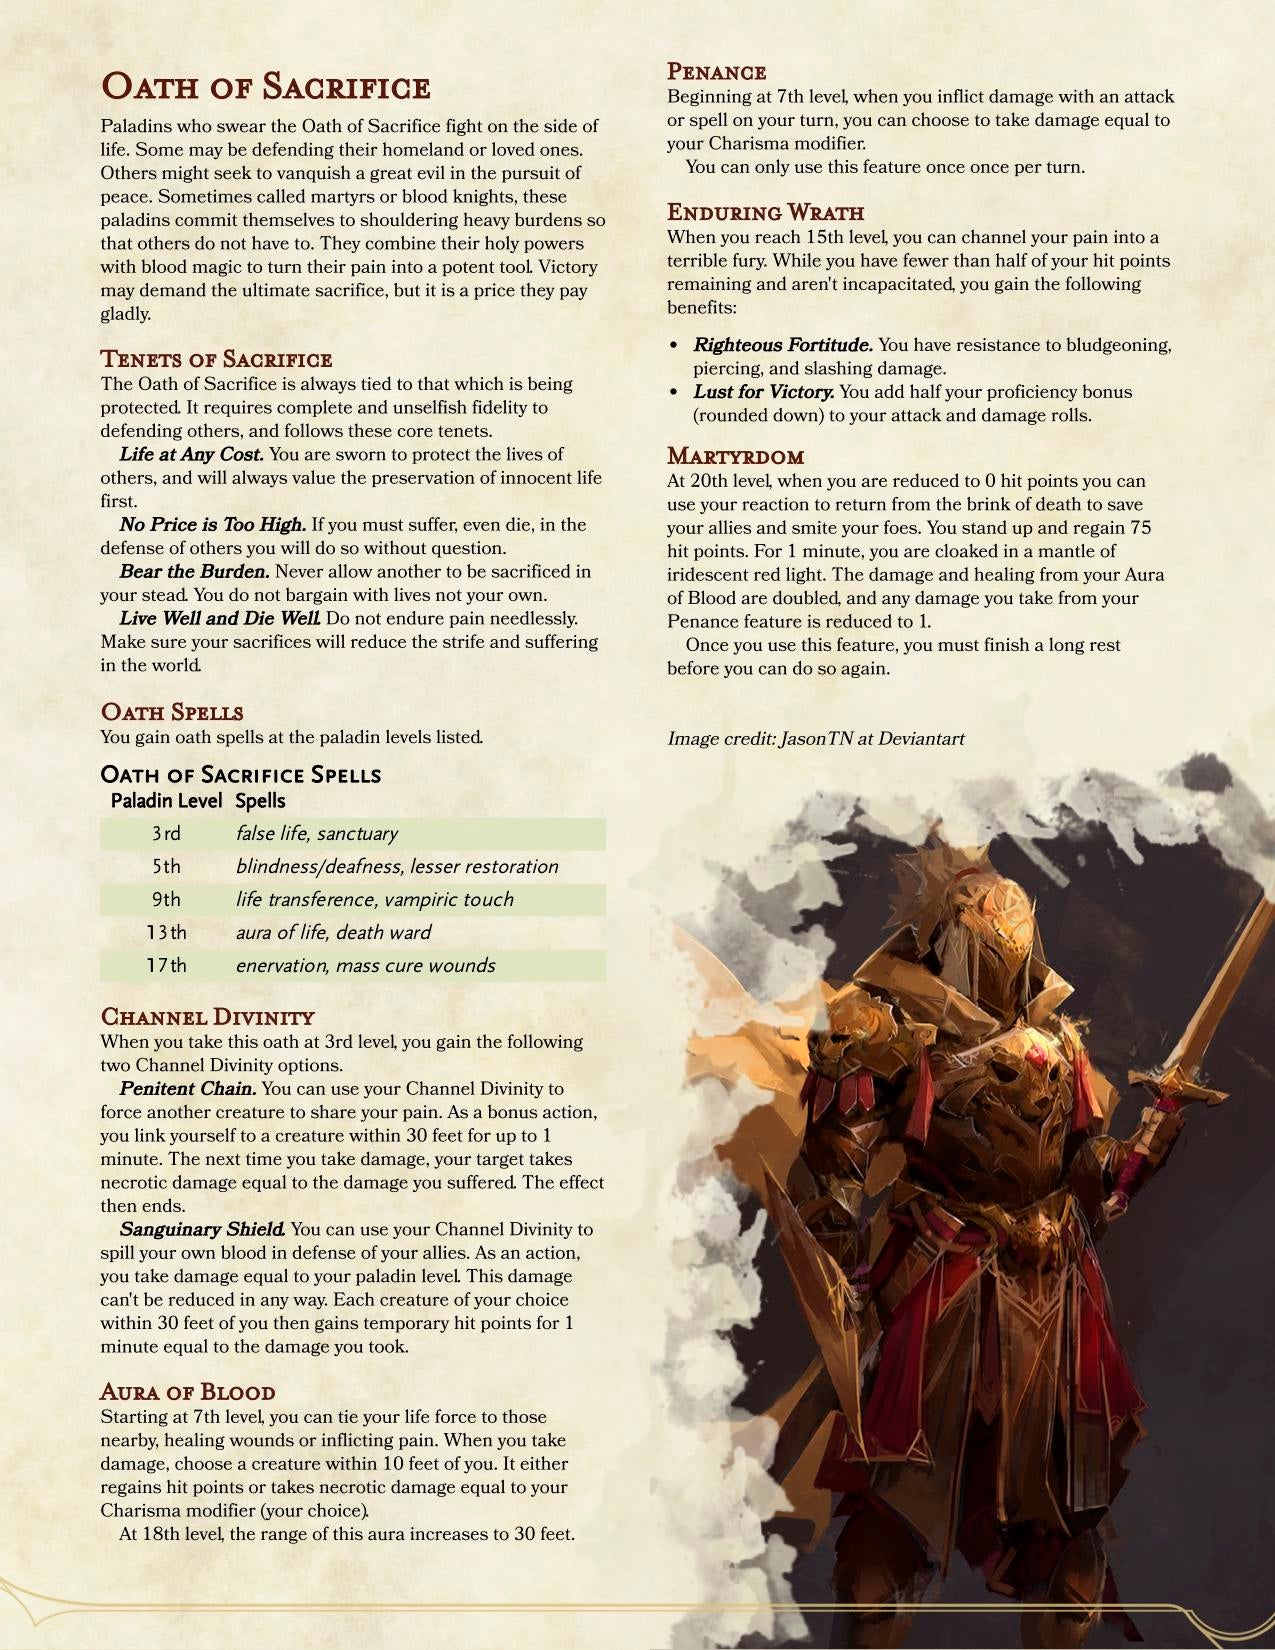 Oath of Sacrifice
Paladins who swear the Oath of Sacrifice fight on the side of
life. Some may be defending their homeland or loved ones.
Others might seek to vanquish a great evil in the pursuit of
peace. Sometimes called martyrs or blood knights, these
paladins commit themselves to shouldering heavy burdens so
that others do not have to. They combine their holy powers
with blood magic to turn their pain into a potent tool. Victory
may demand the ultimate sacrifice, but it is a price they pay
gladly.
Tenets of Sacrifice
The Oath of Sacrifice is always tied to that which is being
protected. It requires complete and unselfish fidelity to
defending others, and follows these core tenets.
Life at Any Cost. You are sworn to protect the lives of
others, and will always value the preservation of innocent life
first.
No Price is Too High. If you must suffer, even die, in the
defense of others you will do so without question.
Bear the Burden. Never allow another to be sacrificed in
your stead. You do not bargain with lives not your own.
Live Well and Die Well. Do not endure pain needlessly.
Make sure your sacrifices will reduce the strife and suffering
in the world.
Oath Spells
You gain oath spells at the paladin levels listed.
Oath of Sacrifice Spells
Paladin Level Spells
3rd false life, sanctuary
5th blindness/deafness, lesser restoration
9th life transference, vampiric touch
13th aura of life, death ward
17th enervation, mass cure wounds
Channel Divinity
When you take this oath at 3rd level, you gain the following
two Channel Divinity options.
Penitent Chain. You can use your Channel Divinity to
force another creature to share your pain. As a bonus action,
you link yourself to a creature within 30 feet for up to 1
minute. The next time you take damage, your target takes
necrotic damage equal to the damage you suffered. The effect
then ends.
Sanguinary Shield. You can use your Channel Divinity to
spill your own blood in defense of your allies. As an action,
you take damage equal to your paladin level. This damage
can't be reduced in any way. Each creature of your choice
within 30 feet of you then gains temporary hit points for 1
minute equal to the damage you took.
Aura of Blood
Starting at 7th level, you can tie your life force to those
nearby, healing wounds or inflicting pain. When you take
damage, choose a creature within 10 feet of you. It either
regains hit points or takes necrotic damage equal to your
Charisma modifier (your choice).
At 18th level, the range of this aura increases to 30 feet.
Penance
Beginning at 7th level, when you inflict damage with an attack
or spell on your turn, you can choose to take damage equal to
your Charisma modifier.
You can only use this feature once once per turn.
Enduring Wrath
When you reach 15th level, you can channel your pain into a
terrible fury. While you have fewer than half of your hit points
remaining and aren't incapacitated, you gain the following
benefits:
• Righteous Fortitude. You have resistance to bludgeoning,
piercing, and slashing damage.
• Lust for Victory. You add half your proficiency bonus
(rounded down) to your attack and damage rolls.
Martyrdom
At 20th level, when you are reduced to 0 hit points you can
use your reaction to return from the brink of death to save
your allies and smite your foes. You stand up and regain 75
hit points. For 1 minute, you are cloaked in a mantle of
iridescent red light. The damage and healing from your Aura
of Blood are doubled, and any damage you take from your
Penance feature is reduced to 1.
Once you use this feature, you must finish a long rest
before you can do so again.
Image credit: JasonTN at Deviantart